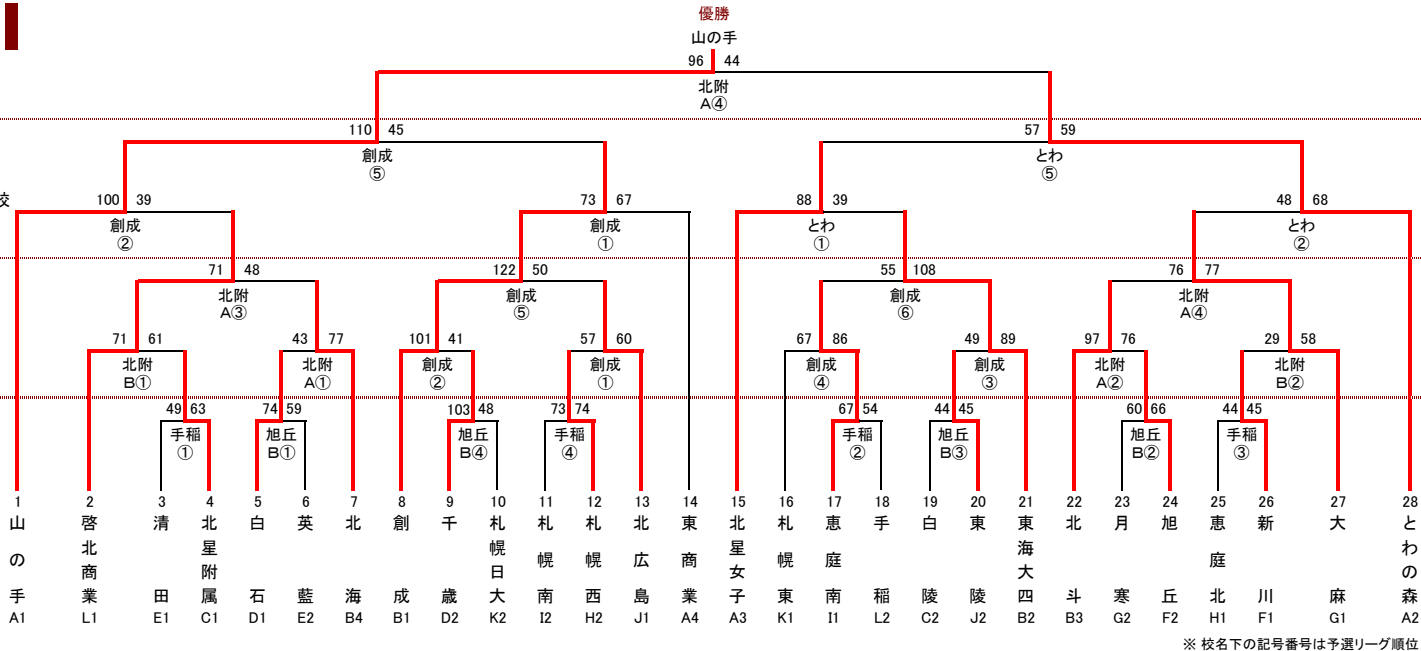 優勝
山の手
96 44
北附
A④
110 45
創成
⑤
57 59
とわ
⑤
校
100 39
創成
②
73 67
創成
①
88 39
とわ
①
48 68
とわ
②
71 48
北附
A③
122 50
創成
⑤
55 108
創成
⑥
76 77
北附
A④
71 61
北附
B①
43 77
北附
A①
101 41
創成
②
57 60
創成
①
67 86
創成
④
49 89
創成
③
97 76
北附
A②
29 58
北附
B②
49 63
手稲
①
74 59
旭丘
B①
103 48
旭丘
B④
73 74
手稲
④
67 54
手稲
②
44 45
旭丘
B③
60 66
旭丘
B②
44 45
手稲
③
1 山の手 A1
2 啓北商業 L1
3 清田 E1
4 北星附属 C1
5 白石 D1
6 英藍 E2
7 北海 B4
8 創成 B1
9 千歳 D2
10 札幌日大 K2
11 札幌南 I2
12 札幌西 H2
13 北広島 J1
14 東商業 A4
15 北星女子 A3
16 札幌東 K1
17 恵庭南 I1
18 手稲 L2
19 白陵 C2
20 東陵 J2
21 東海大四 B2
22 北斗 B3
23 月寒 G2
24 旭丘 F2
25 恵庭北 H1
26 新川 F1
27 大麻 G1
28 とわの森 A2
※ 校名下の記号番号は予選リーグ順位